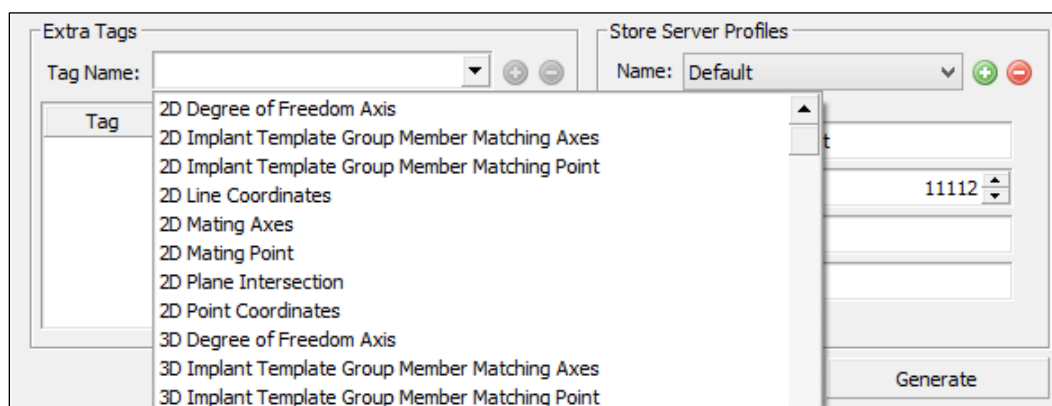 Extra Tags
Store Server Profiles
Tag Name:
Name: Default
Tag
2D Degree of Freedom Axis
2D Implant Template Group Member Matching Axes
2D Implant Template Group Member Matching Point
2D Line Coordinates
2D Mating Axes
2D Mating Point
2D Plane Intersection
2D Point Coordinates
3D Degree of Freedom Axis
3D Implant Template Group Member Matching Axes
3D Implant Template Group Member Matching Point
t
11112
Generate